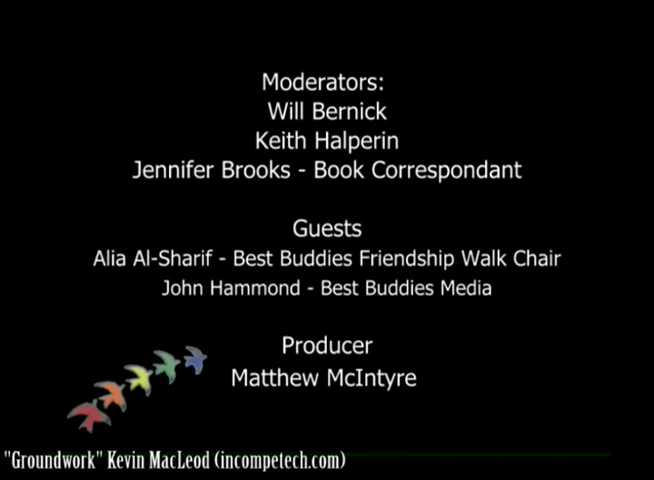 Moderators:
Will Bernick
Keith Halperin
Jennifer Brooks - Book Correspondant
Guests
Alia Al-Sharif - Best Buddies Friendship Walk Chair
John Hammond - Best Buddies Media
Producer
Matthew McIntyre
"Groundwork" Kevin MacLeod (incompetech.com)